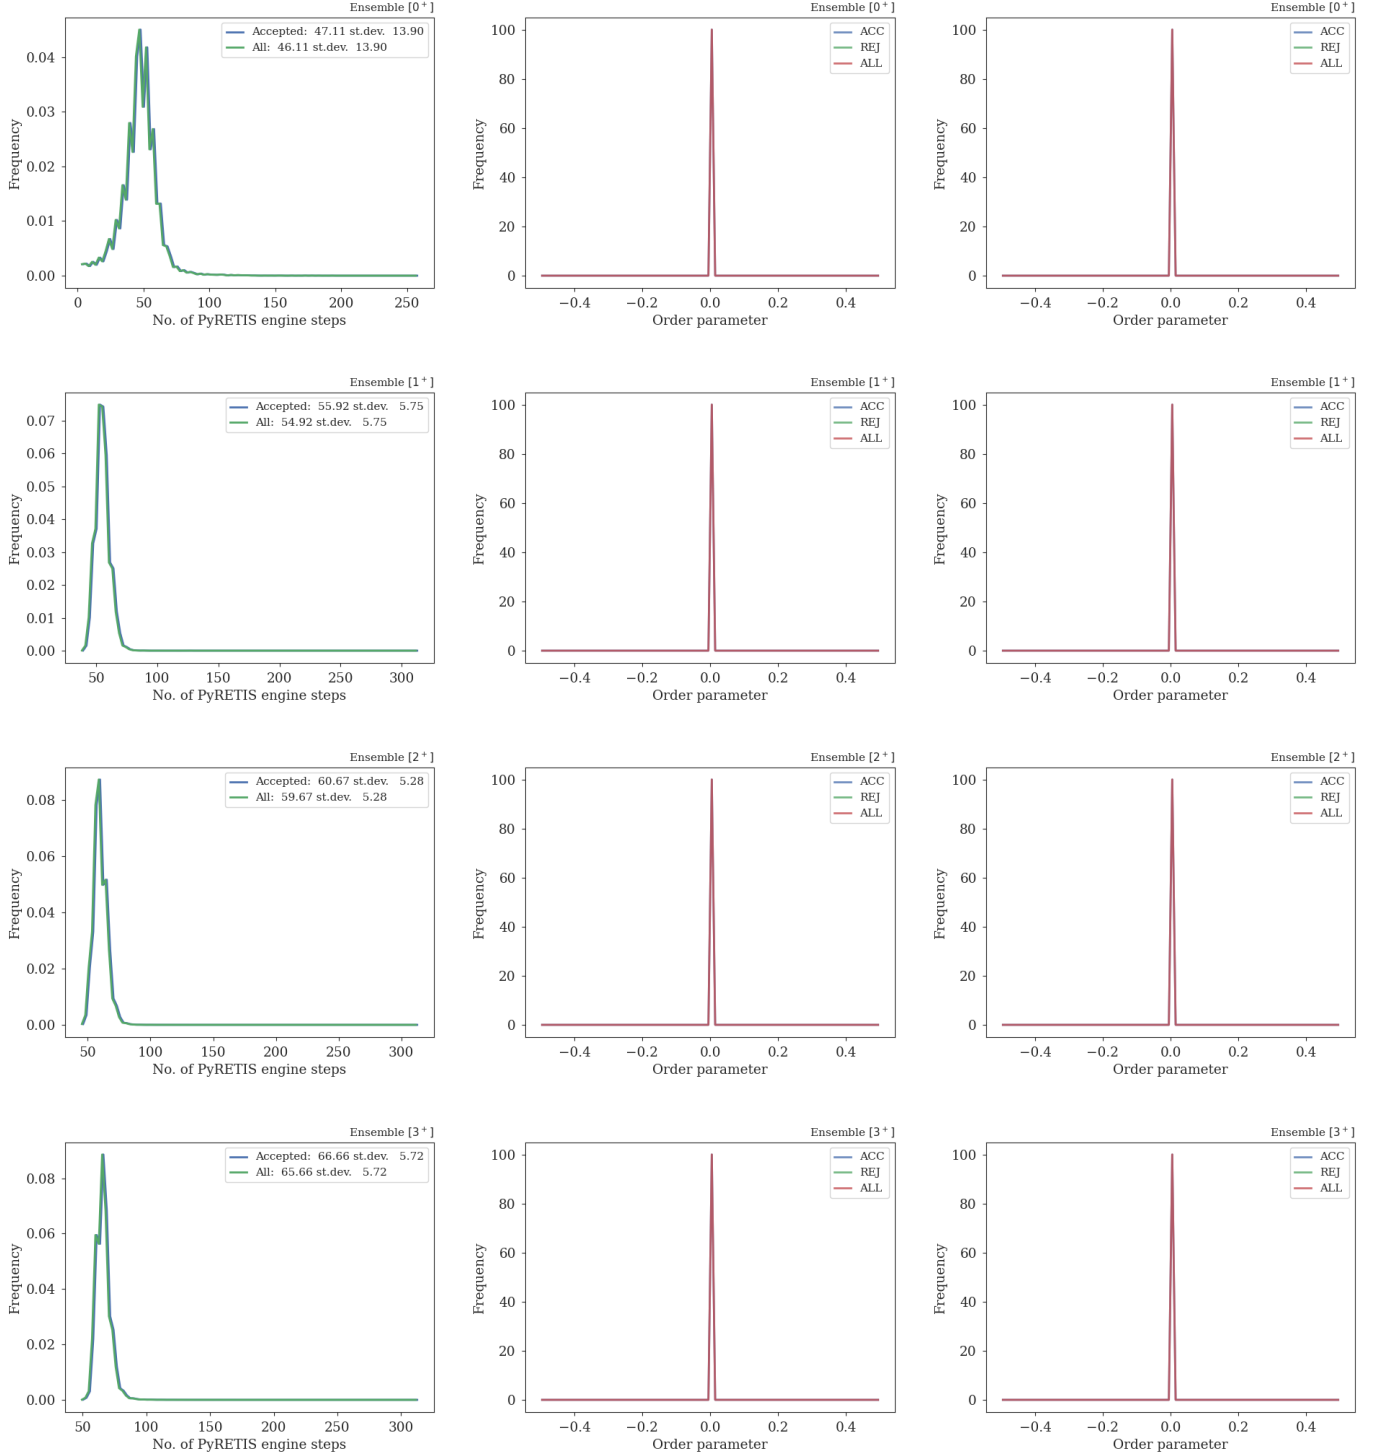 Ensemble [0⁺]
Accepted: 47.11 st.dev. 13.90
All: 46.11 st.dev. 13.90
0.04
0.03
0.02
0.01
0.00
Frequency
0 50 100 150 200 250
No. of PyRETIS engine steps
Ensemble [0⁺]
ACC
REJ
ALL
100
80
60
40
20
0
Frequency
−0.4 −0.2 0.0 0.2 0.4
Order parameter
Ensemble [0⁺]
ACC
REJ
ALL
100
80
60
40
20
0
Frequency
−0.4 −0.2 0.0 0.2 0.4
Order parameter
Ensemble [1⁺]
Accepted: 55.92 st.dev. 5.75
All: 54.92 st.dev. 5.75
0.07
0.06
0.05
0.04
0.03
0.02
0.01
0.00
Frequency
50 100 150 200 250 300
No. of PyRETIS engine steps
Ensemble [1⁺]
ACC
REJ
ALL
100
80
60
40
20
0
Frequency
−0.4 −0.2 0.0 0.2 0.4
Order parameter
Ensemble [1⁺]
ACC
REJ
ALL
100
80
60
40
20
0
Frequency
−0.4 −0.2 0.0 0.2 0.4
Order parameter
Ensemble [2⁺]
Accepted: 60.67 st.dev. 5.28
All: 59.67 st.dev. 5.28
0.08
0.06
0.04
0.02
0.00
Frequency
50 100 150 200 250 300
No. of PyRETIS engine steps
Ensemble [2⁺]
ACC
REJ
ALL
100
80
60
40
20
0
Frequency
−0.4 −0.2 0.0 0.2 0.4
Order parameter
Ensemble [2⁺]
ACC
REJ
ALL
100
80
60
40
20
0
Frequency
−0.4 −0.2 0.0 0.2 0.4
Order parameter
Ensemble [3⁺]
Accepted: 66.66 st.dev. 5.72
All: 65.66 st.dev. 5.72
0.08
0.06
0.04
0.02
0.00
Frequency
50 100 150 200 250 300
No. of PyRETIS engine steps
Ensemble [3⁺]
ACC
REJ
ALL
100
80
60
40
20
0
Frequency
−0.4 −0.2 0.0 0.2 0.4
Order parameter
Ensemble [3⁺]
ACC
REJ
ALL
100
80
60
40
20
0
Frequency
−0.4 −0.2 0.0 0.2 0.4
Order parameter